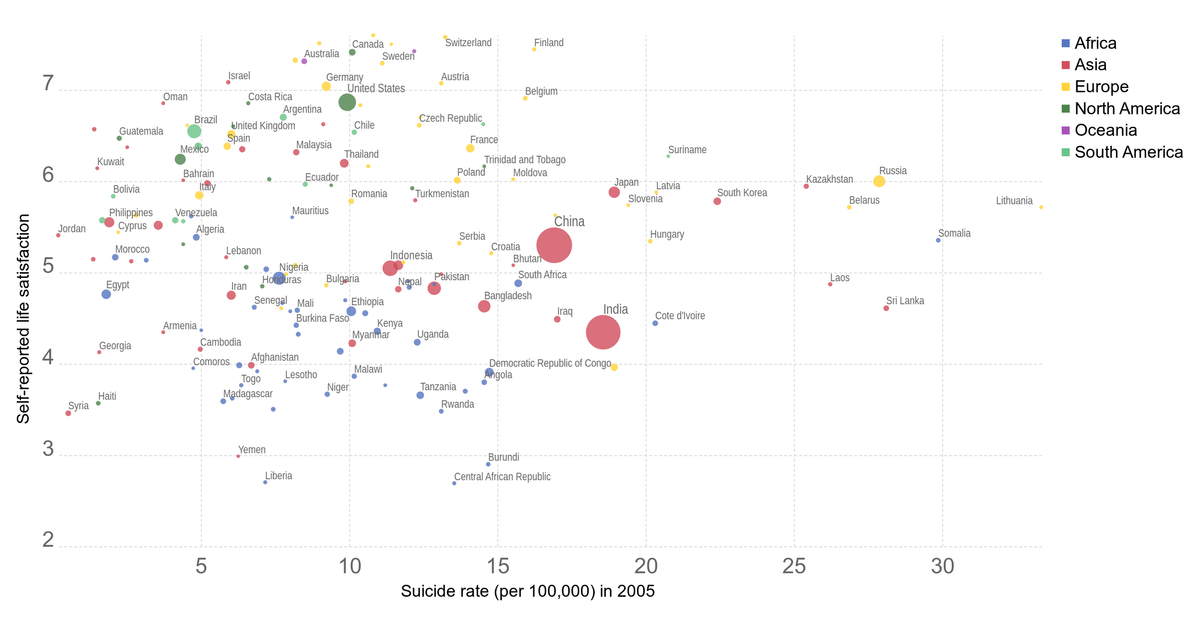 Africa
Asia
Europe
North America
Oceania
South America
Self-reported life satisfaction
7
6
5
4
3
2
5
10
15
20
25
30
Suicide rate (per 100,000) in 2005
Canada
Switzerland
Finland
Australia
Sweden
Israel
Germany
Austria
United States
Belgium
Oman
Costa Rica
Argentina
Brazil
United Kingdom
Chile
Czech Republic
Guatemala
Spain
France
Mexico
Malaysia
Thailand
Suriname
Kuwait
Trinidad and Tobago
Bahrain
Ecuador
Poland
Moldova
Russia
Kazakhstan
Japan
Latvia
Bolivia
Italy
Romania
Turkmenistan
Slovenia
South Korea
Belarus
Lithuania
Philippines
Venezuela
Mauritius
Jordan
Cyprus
Algeria
China
Serbia
Hungary
Somalia
Morocco
Lebanon
Croatia
Indonesia
Bhutan
Nigeria
Egypt
Iran
Honduras
Bulgaria
Nepal
Pakistan
South Africa
Laos
Senegal
Mali
Ethiopia
Bangladesh
Sri Lanka
Burkina Faso
Kenya
Iraq
India
Cote d'Ivoire
Armenia
Georgia
Cambodia
Myanmar
Uganda
Comoros
Afghanistan
Democratic Republic of Congo
Togo
Lesotho
Malawi
Angola
Syria
Haiti
Madagascar
Niger
Tanzania
Rwanda
Yemen
Burundi
Liberia
Central African Republic